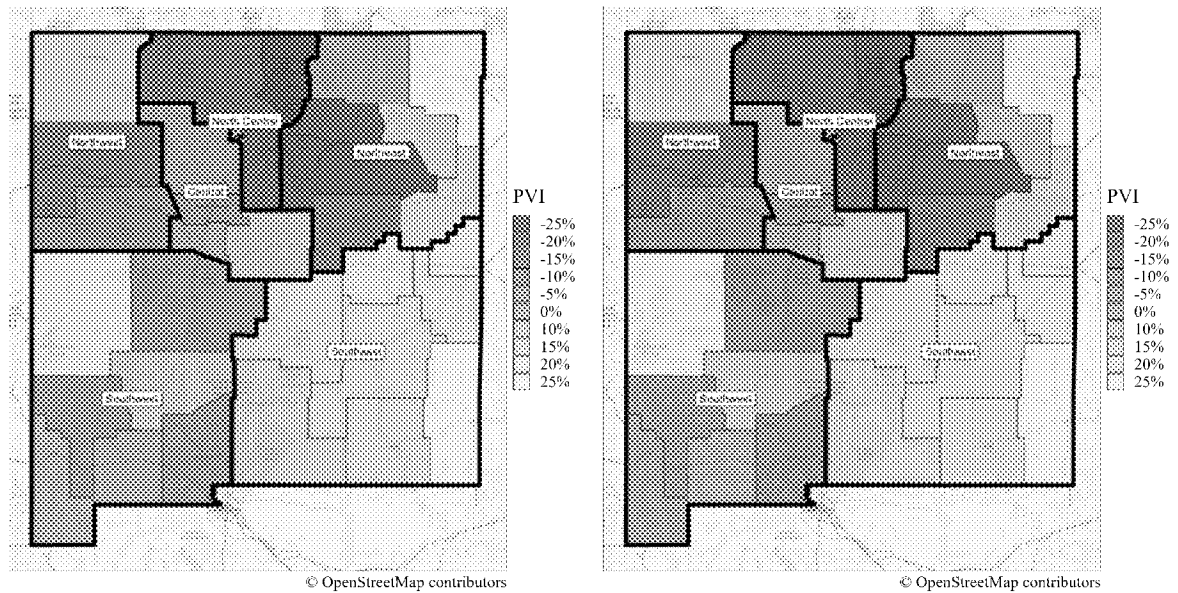 North Central
Northwest
Northeast
Central
Southwest
PVI
-25%
-20%
-15%
-10%
-5%
0%
10%
15%
20%
25%
© OpenStreetMap contributors
North Central
Northwest
Northeast
Central
Southwest
PVI
-25%
-20%
-15%
-10%
-5%
0%
10%
15%
20%
25%
© OpenStreetMap contributors